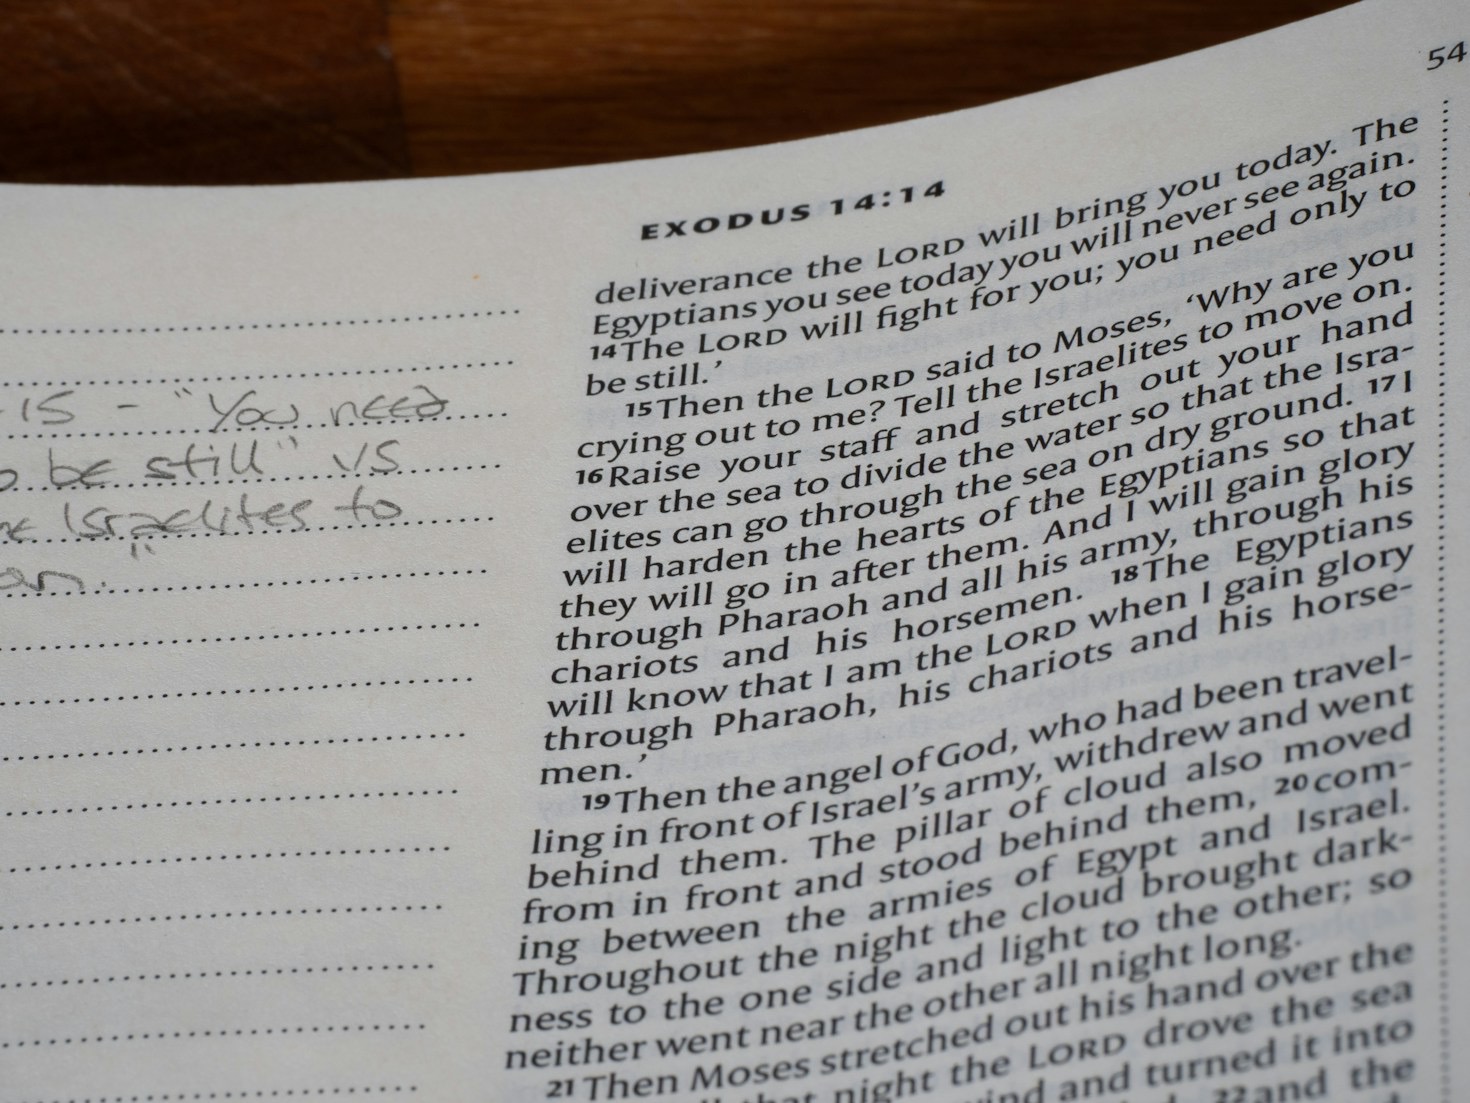 54
EXODUS 14:14
deliverance the LORD will bring you today. The
Egyptians you see today you will never see again.
14 The LORD will fight for you; you need only to
be still.’
15 Then the LORD said to Moses, ‘Why are you
crying out to me? Tell the Israelites to move on.
16 Raise your staff and stretch out your hand
over the sea to divide the water so that the Isra-
elites can go through the sea on dry ground. 17 I
will harden the hearts of the Egyptians so that
they will go in after them. And I will gain glory
through Pharaoh and all his army, through his
chariots and his horsemen. 18 The Egyptians
will know that I am the LORD when I gain glory
through Pharaoh, his chariots and his horse-
men.’
19 Then the angel of God, who had been travel-
ling in front of Israel’s army, withdrew and went
behind them. The pillar of cloud also moved
from in front and stood behind them, 20 com-
ing between the armies of Egypt and Israel.
Throughout the night the cloud brought dark-
ness to the one side and light to the other; so
neither went near the other all night long.
21 Then Moses stretched out his hand over the
that night the LORD drove the sea
and turned it into
22 and the
15 - “You need
be still” vs
Israelites to